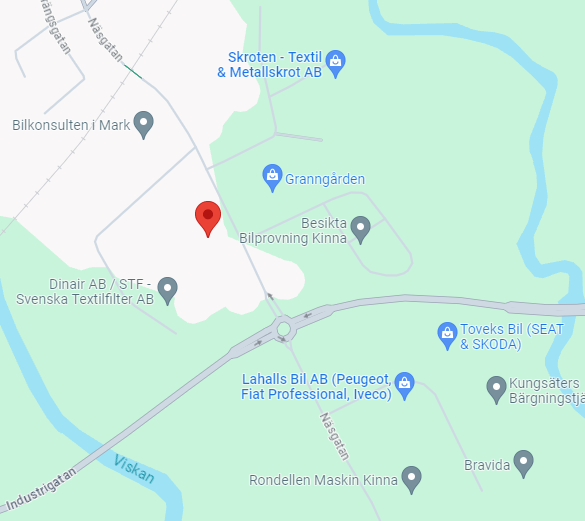 rängsgatan
Näsgatan
Skroten - Textil
& Metallskrot AB
Bilkonsulten i Mark
Granngården
Besikta
Bilprovning Kinna
Dinair AB / STF -
Svenska Textilfilter AB
Toveks Bil (SEAT
& SKODA)
Lahalls Bil AB (Peugeot,
Fiat Professional, Iveco)
Kungsäters
Bärgningstjä
Näsgatan
Bravida
Viskan
Rondellen Maskin Kinna
Industrigatan